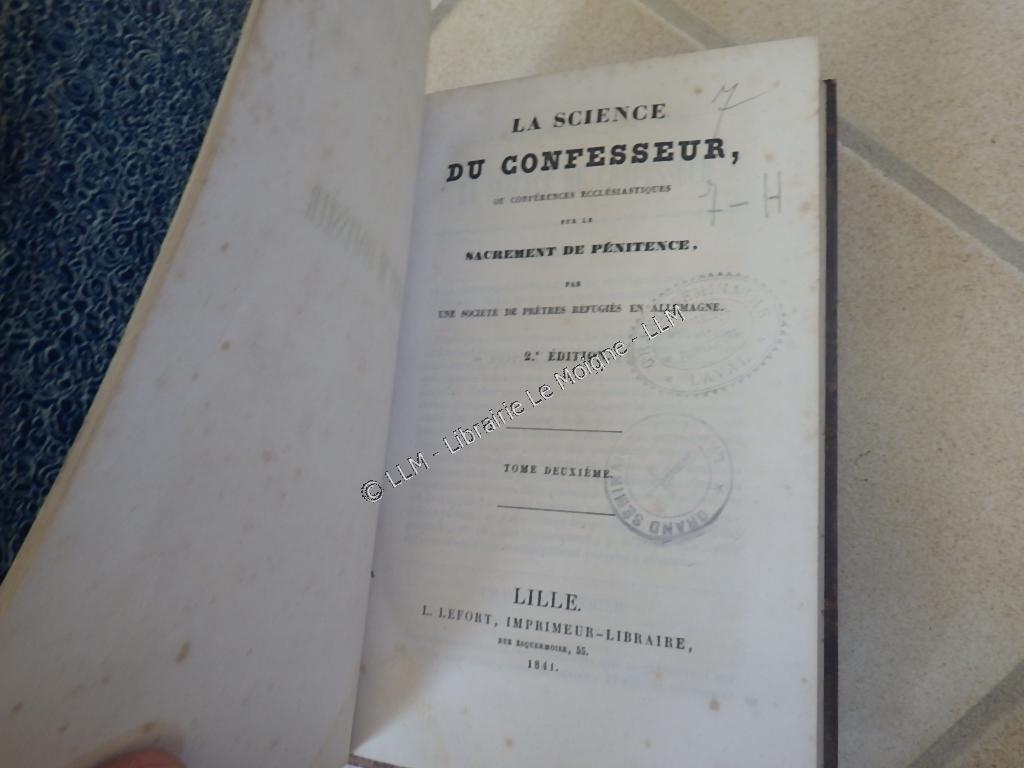 LA SCIENCE
DU CONFESSEUR,
OU CONFÉRENCES ECCLÉSIASTIQUES
SUR LE
SACREMENT DE PÉNITENCE,
PAR
UNE SOCIÉTÉ DE PRÊTRES REFUGIÉS EN ALLEMAGNE.
2.e ÉDITION
TOME DEUXIÈME.
LILLE.
L. LEFORT, IMPRIMEUR-LIBRAIRE,
RUE ESQUERMOISE, 55.
1841.
7
7-H
LAVAL
GRAND
© LLM - Librairie Le Moigne - LLM